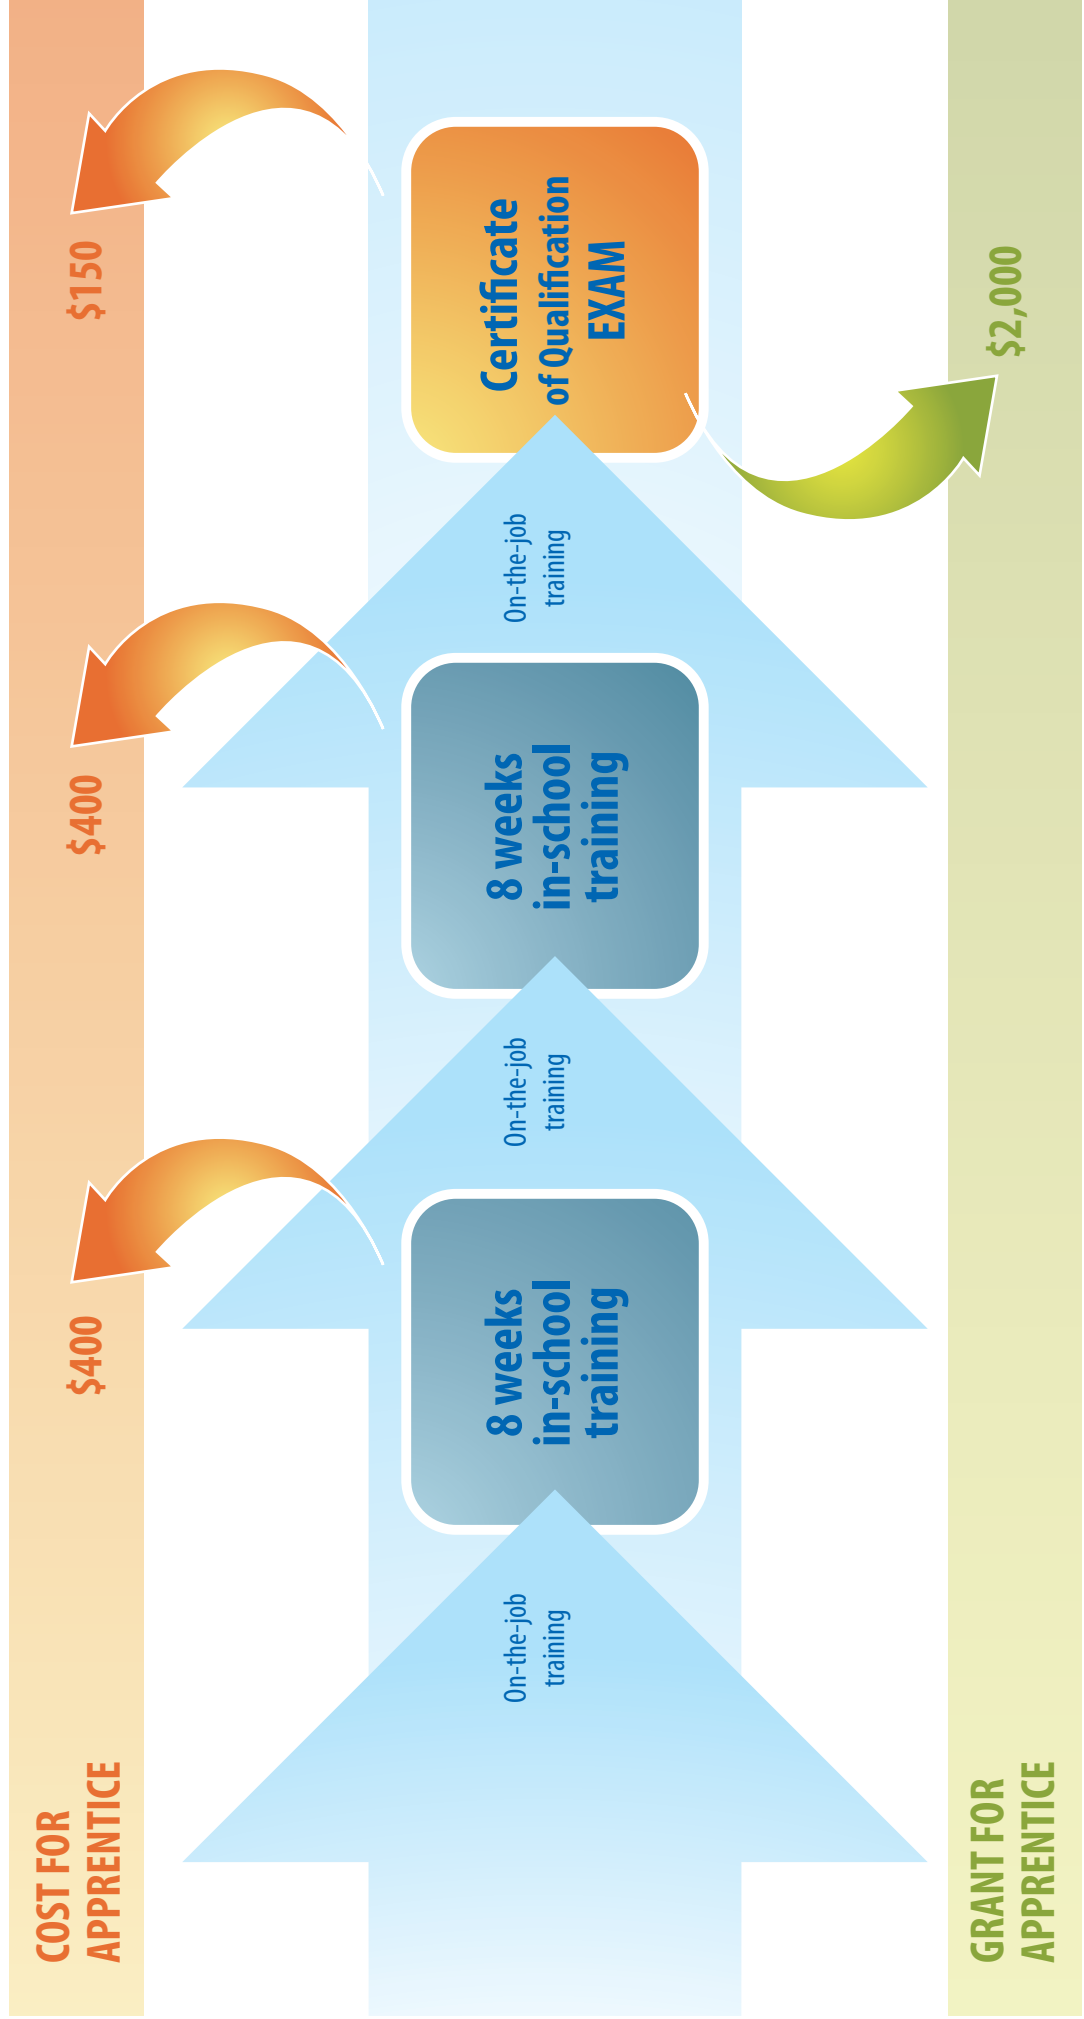 COST FOR
APPRENTICE
$400
$400
$150
On-the-job
training
8 weeks
in-school
training
On-the-job
training
8 weeks
in-school
training
On-the-job
training
Certificate
of Qualification
EXAM
GRANT FOR
APPRENTICE
$2,000